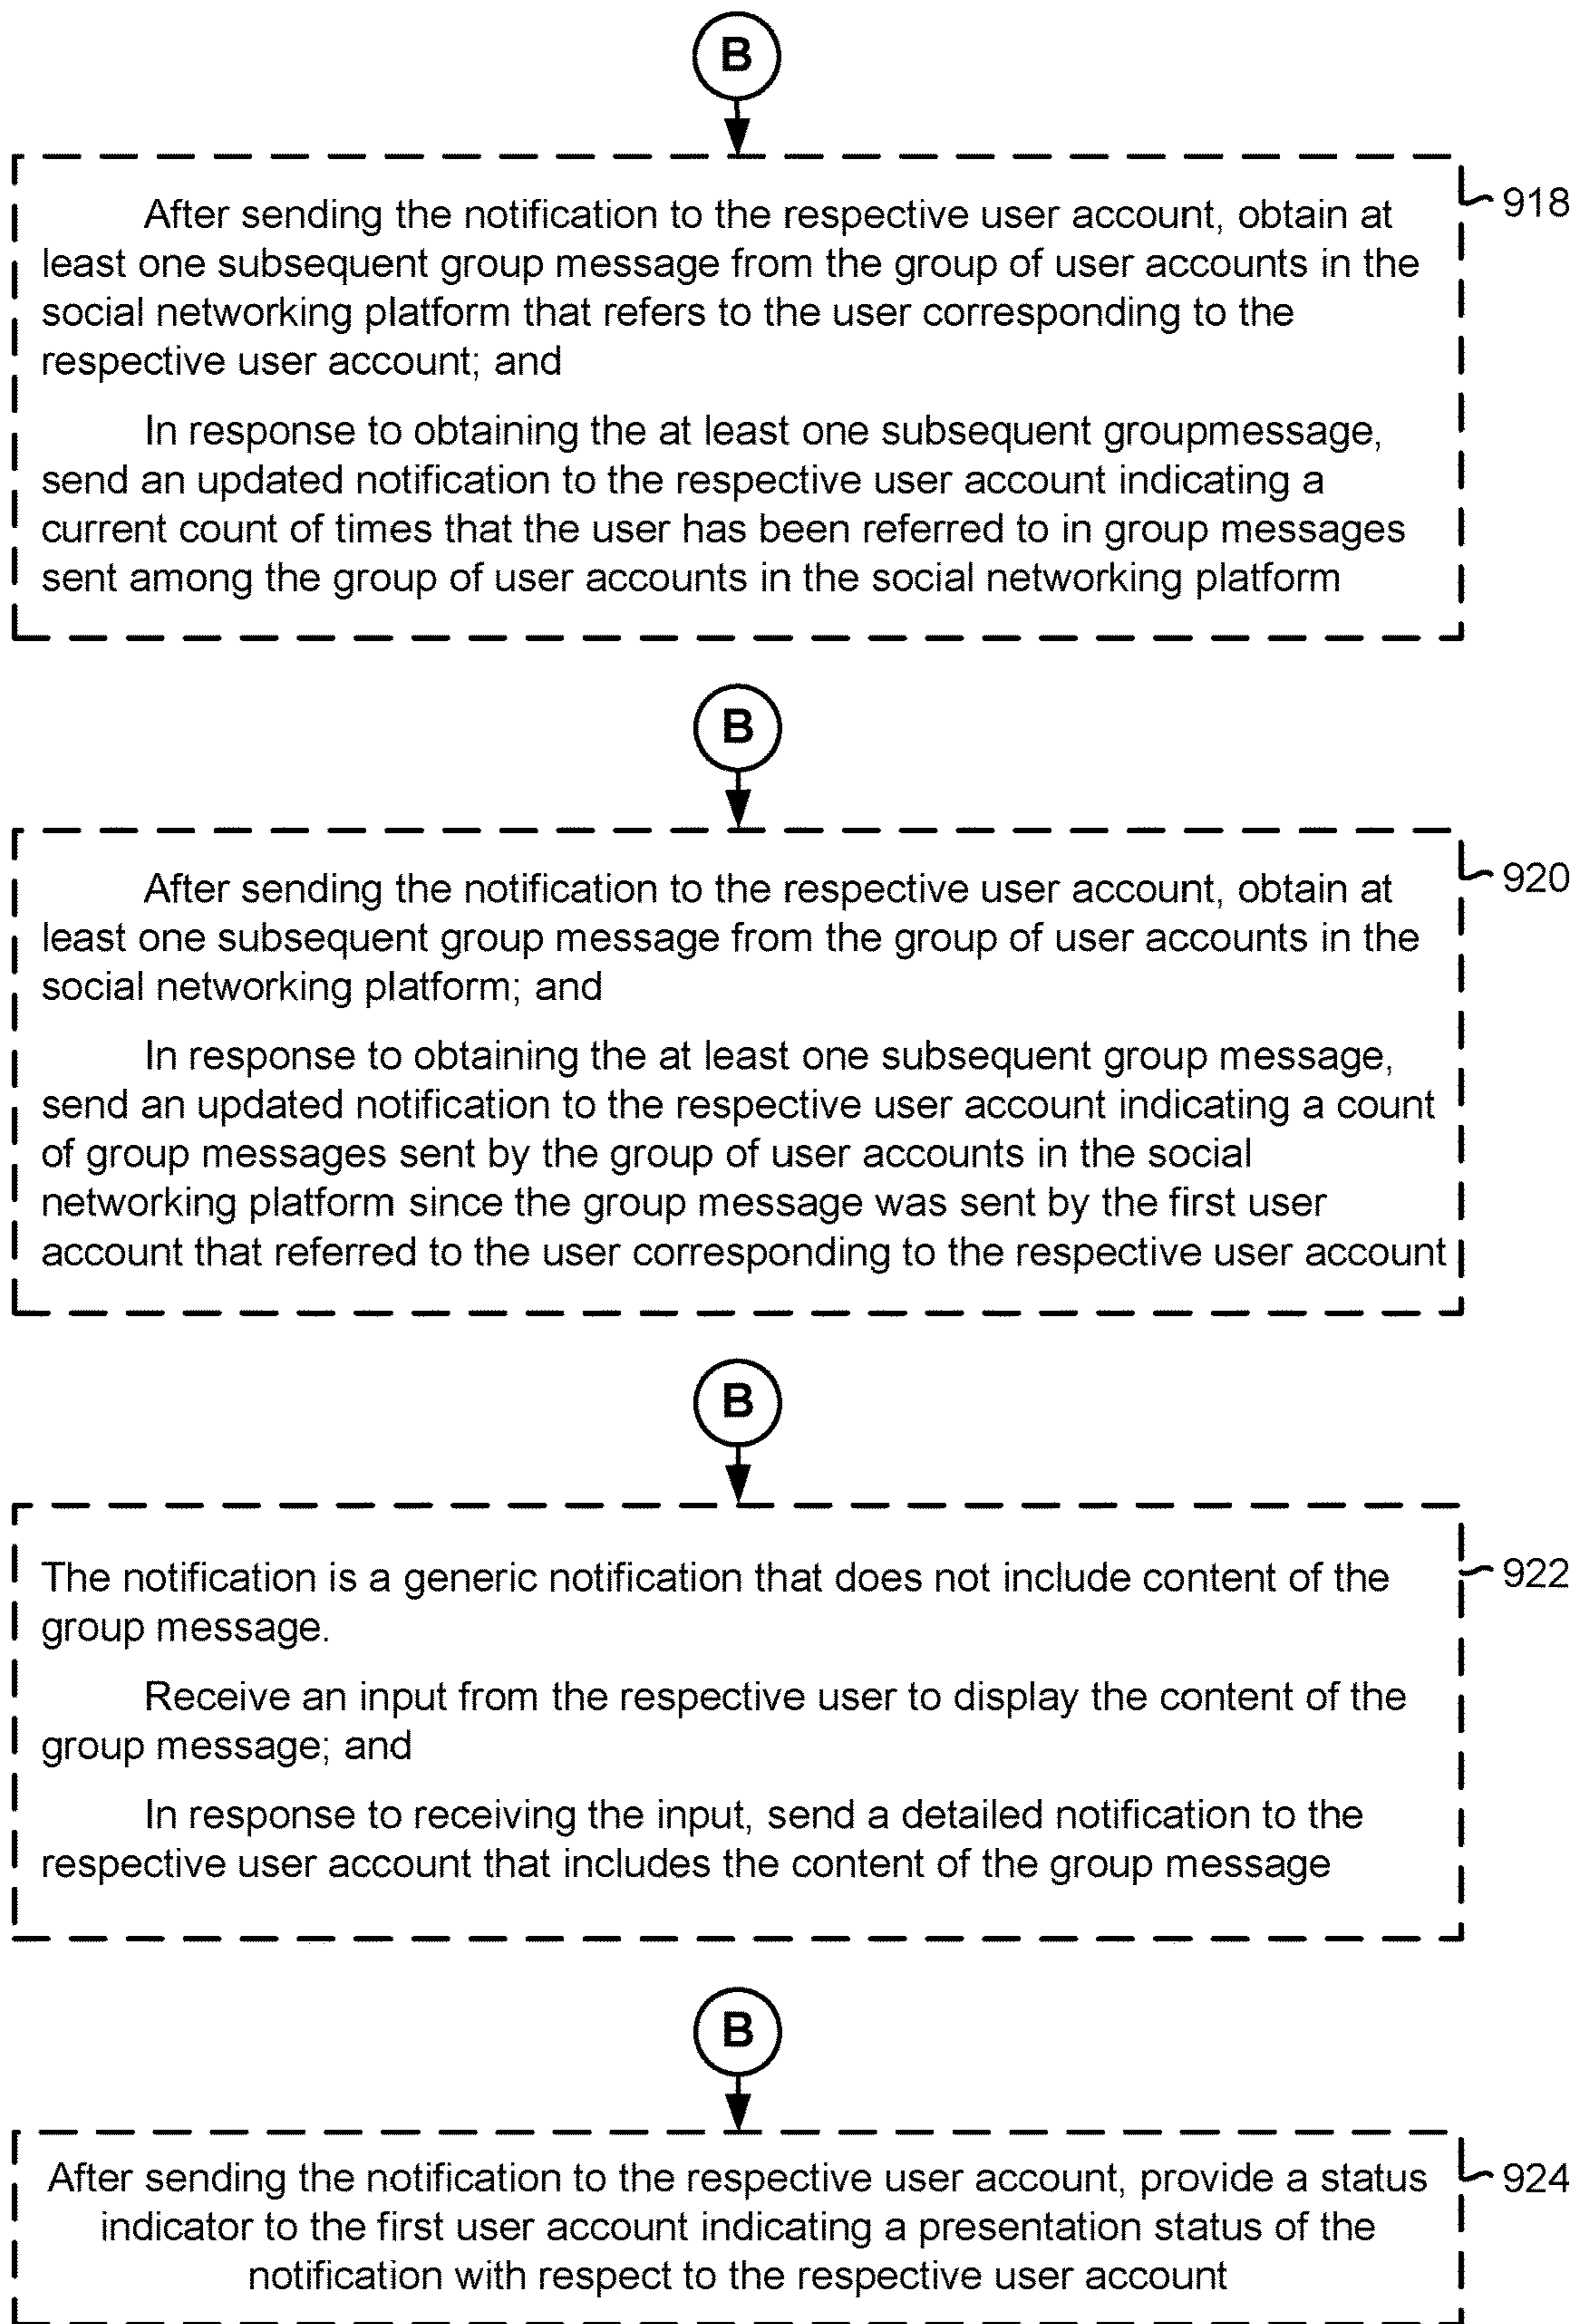 B
918
After sending the notification to the respective user account, obtain at
least one subsequent group message from the group of user accounts in the
social networking platform that refers to the user corresponding to the
respective user account; and
In response to obtaining the at least one subsequent groupmessage,
send an updated notification to the respective user account indicating a
current count of times that the user has been referred to in group messages
sent among the group of user accounts in the social networking platform
B
920
After sending the notification to the respective user account, obtain at
least one subsequent group message from the group of user accounts in the
social networking platform; and
In response to obtaining the at least one subsequent group message,
send an updated notification to the respective user account indicating a count
of group messages sent by the group of user accounts in the social
networking platform since the group message was sent by the first user
account that referred to the user corresponding to the respective user account
B
922
The notification is a generic notification that does not include content of the
group message.
Receive an input from the respective user to display the content of the
group message; and
In response to receiving the input, send a detailed notification to the
respective user account that includes the content of the group message
B
924
After sending the notification to the respective user account, provide a status
indicator to the first user account indicating a presentation status of the
notification with respect to the respective user account